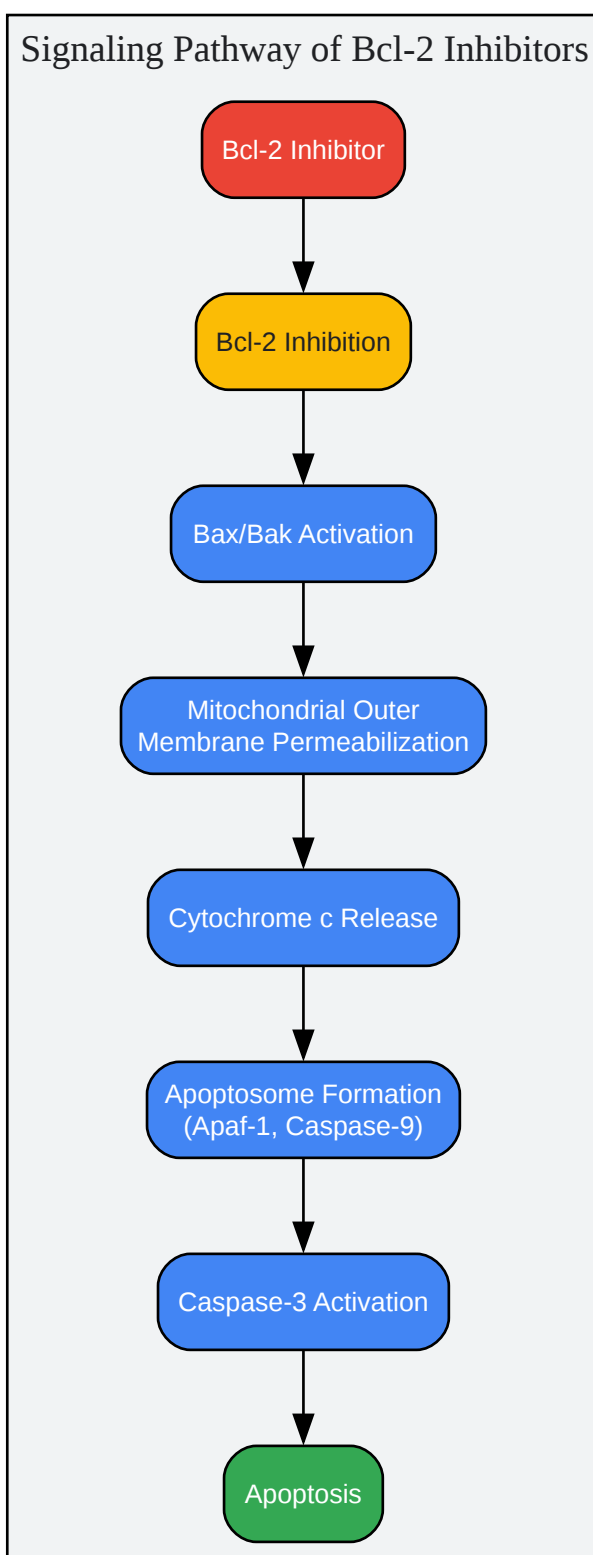 Signaling Pathway of Bcl-2 Inhibitors
Bcl-2 Inhibitor
Bcl-2 Inhibition
Bax/Bak Activation
Mitochondrial Outer
Membrane Permeabilization
Cytochrome c Release
Apoptosome Formation
(Apaf-1, Caspase-9)
Caspase-3 Activation
Apoptosis